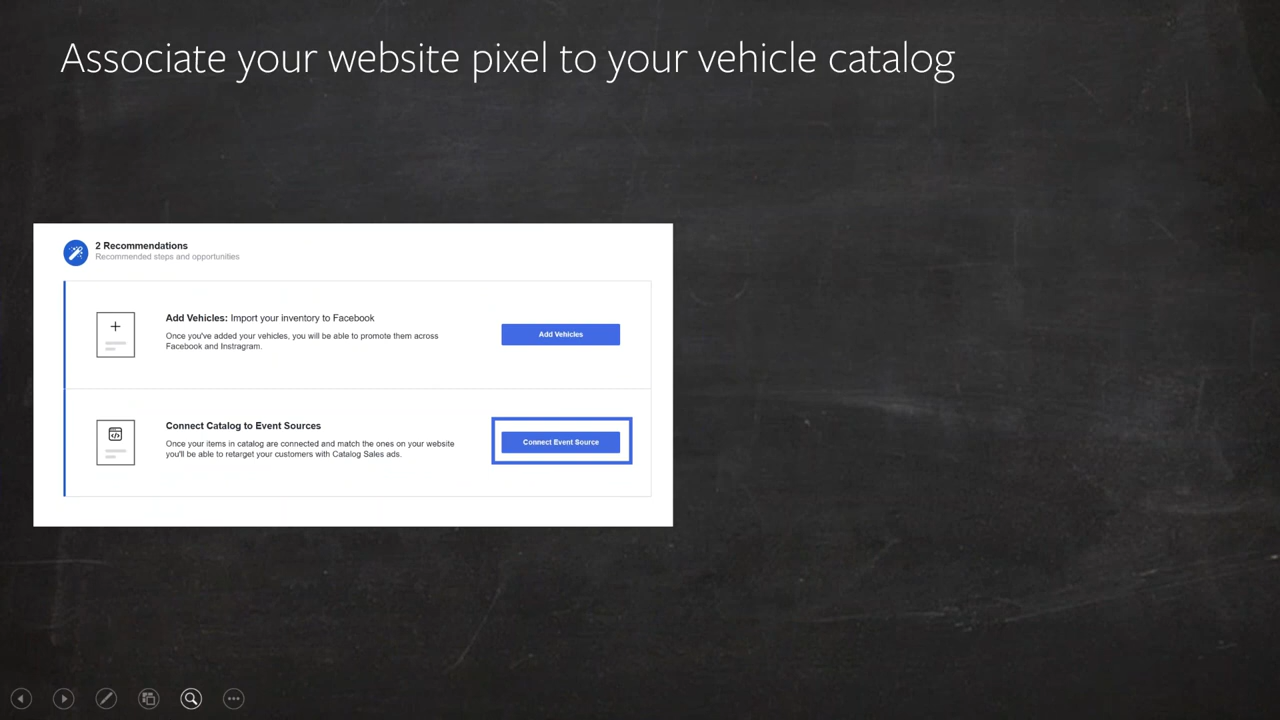 Associate your website pixel to your vehicle catalog
2 Recommendations
Recommended steps and opportunities
Add Vehicles: Import your inventory to Facebook
Once you've added your vehicles, you will be able to promote them across
Facebook and Instragram.
Add Vehicles
Connect Catalog to Event Sources
Once your items in catalog are connected and match the ones on your website
you'll be able to retarget your customers with Catalog Sales ads.
Connect Event Source